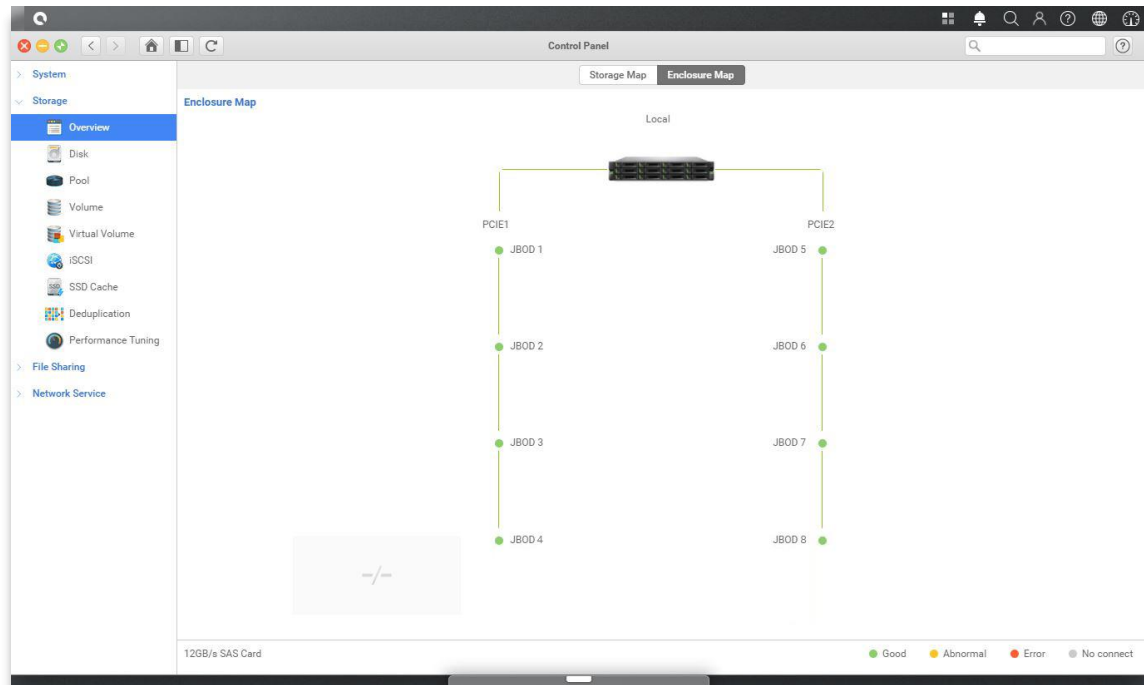 Control Panel
System
Storage
Overview
Disk
Pool
Volume
Virtual Volume
iSCSI
SSD Cache
Deduplication
Performance Tuning
File Sharing
Network Service
Storage Map Enclosure Map
Enclosure Map
Local
PCIE1 PCIE2
JBOD 1 JBOD 5
JBOD 2 JBOD 6
JBOD 3 JBOD 7
JBOD 4 JBOD 8
-/-
12GB/s SAS Card Good Abnormal Error No connect